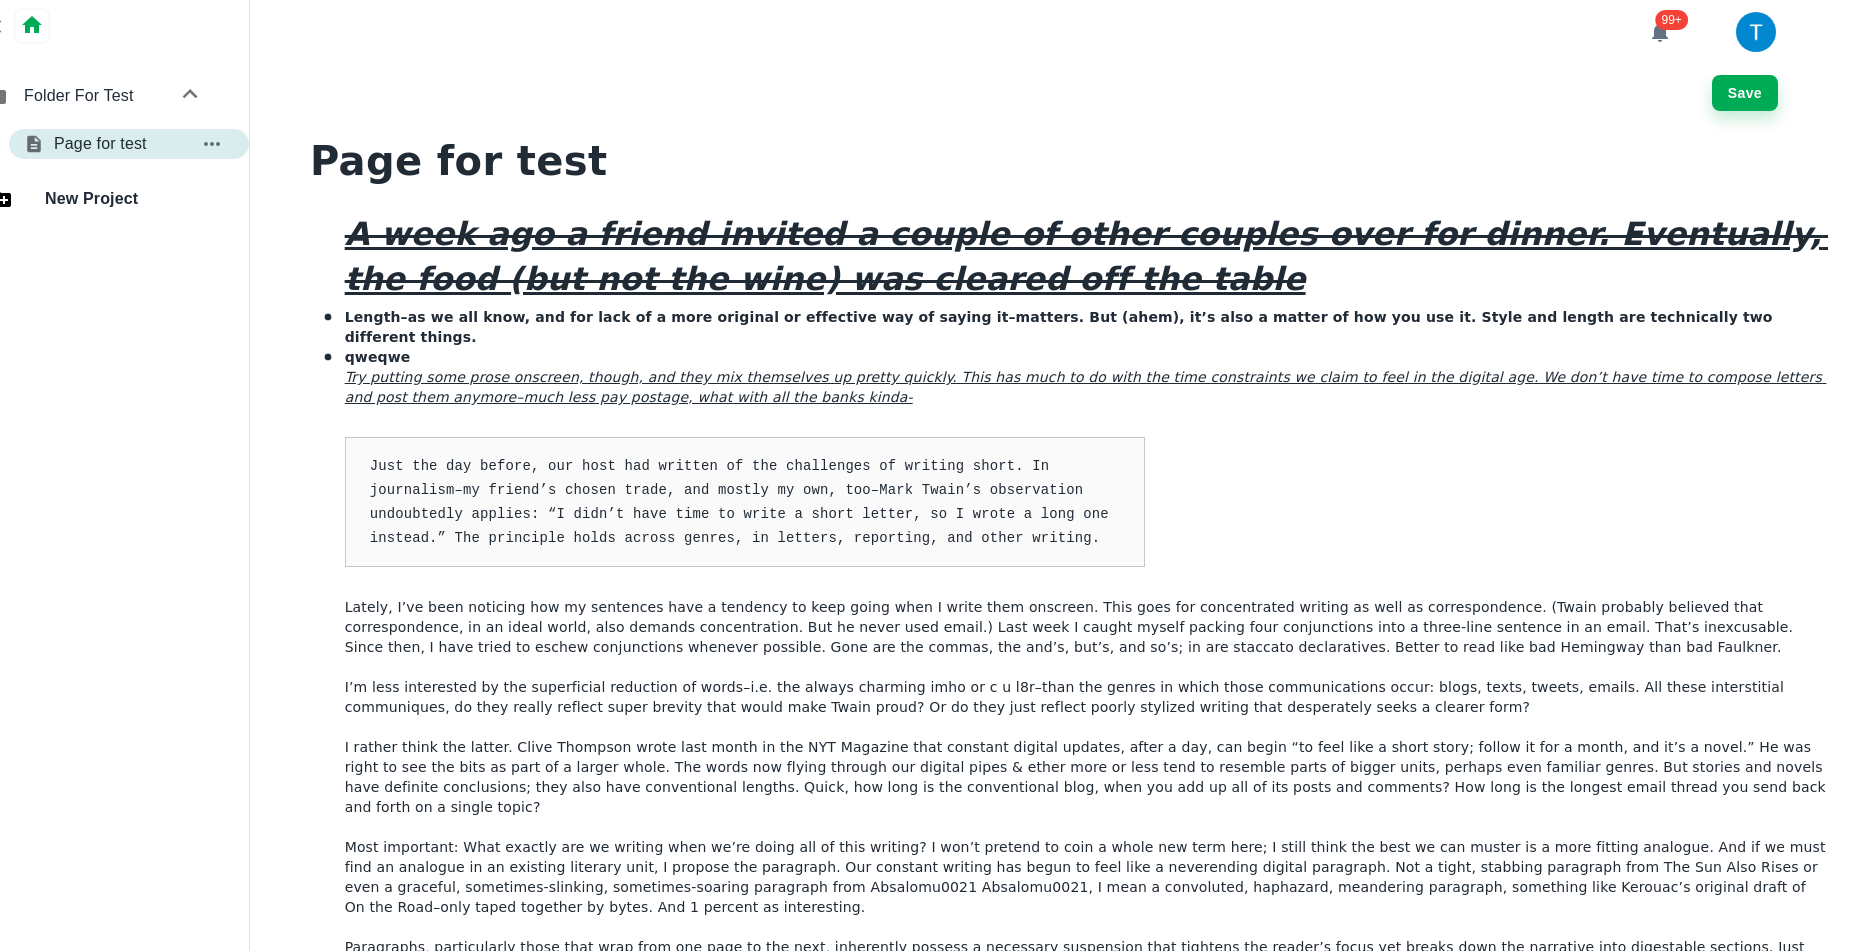 99+
T
Folder For Test
Save
Page for test
New Project
Page for test
A week ago a friend invited a couple of other couples over for dinner. Eventually,
the food (but not the wine) was cleared off the table
Length–as we all know, and for lack of a more original or effective way of saying it–matters. But (ahem), it’s also a matter of how you use it. Style and length are technically two
different things.
qweqwe
Try putting some prose onscreen, though, and they mix themselves up pretty quickly. This has much to do with the time constraints we claim to feel in the digital age. We don’t have time to compose letters
and post them anymore–much less pay postage, what with all the banks kinda-
Just the day before, our host had written of the challenges of writing short. In
journalism–my friend’s chosen trade, and mostly my own, too–Mark Twain’s observation
undoubtedly applies: “I didn’t have time to write a short letter, so I wrote a long one
instead.” The principle holds across genres, in letters, reporting, and other writing.
Lately, I’ve been noticing how my sentences have a tendency to keep going when I write them onscreen. This goes for concentrated writing as well as correspondence. (Twain probably believed that
correspondence, in an ideal world, also demands concentration. But he never used email.) Last week I caught myself packing four conjunctions into a three-line sentence in an email. That’s inexcusable.
Since then, I have tried to eschew conjunctions whenever possible. Gone are the commas, the and’s, but’s, and so’s; in are staccato declaratives. Better to read like bad Hemingway than bad Faulkner.
I’m less interested by the superficial reduction of words–i.e. the always charming imho or c u l8r–than the genres in which those communications occur: blogs, texts, tweets, emails. All these interstitial
communiques, do they really reflect super brevity that would make Twain proud? Or do they just reflect poorly stylized writing that desperately seeks a clearer form?
I rather think the latter. Clive Thompson wrote last month in the NYT Magazine that constant digital updates, after a day, can begin “to feel like a short story; follow it for a month, and it’s a novel.” He was
right to see the bits as part of a larger whole. The words now flying through our digital pipes & ether more or less tend to resemble parts of bigger units, perhaps even familiar genres. But stories and novels
have definite conclusions; they also have conventional lengths. Quick, how long is the conventional blog, when you add up all of its posts and comments? How long is the longest email thread you send back
and forth on a single topic?
Most important: What exactly are we writing when we’re doing all of this writing? I won’t pretend to coin a whole new term here; I still think the best we can muster is a more fitting analogue. And if we must
find an analogue in an existing literary unit, I propose the paragraph. Our constant writing has begun to feel like a neverending digital paragraph. Not a tight, stabbing paragraph from The Sun Also Rises or
even a graceful, sometimes-slinking, sometimes-soaring paragraph from Absalomu0021 Absalomu0021, I mean a convoluted, haphazard, meandering paragraph, something like Kerouac’s original draft of
On the Road–only taped together by bytes. And 1 percent as interesting.
Paragraphs, particularly those that wrap from one page to the next, inherently possess a necessary suspension that tightens the reader’s focus yet breaks down the narrative into digestable sections. Just